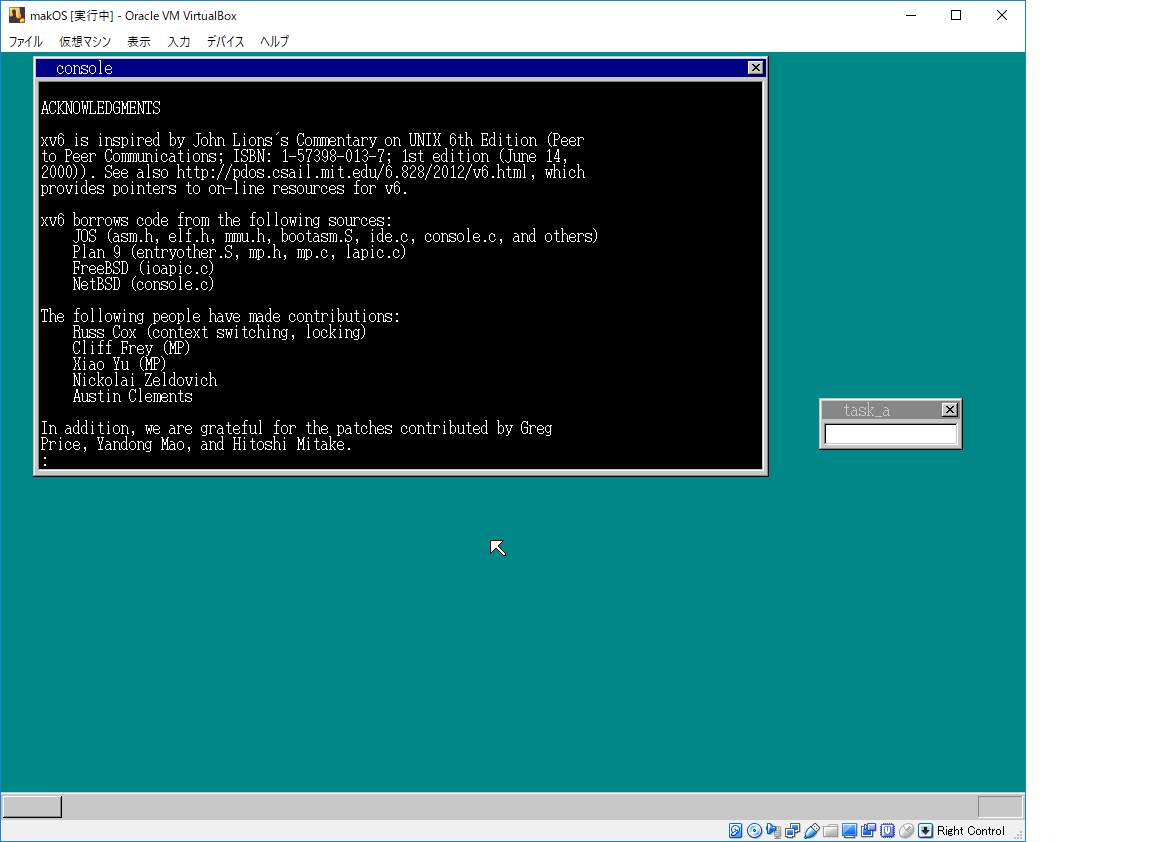 makOS [実行中] - Oracle VM VirtualBox
ファイル 仮想マシン 表示 入力 デバイス ヘルプ
console
ACKNOWLEDGMENTS
xv6 is inspired by John Lions´s Commentary on UNIX 6th Edition (Peer
to Peer Communications; ISBN: 1-57398-013-7; 1st edition (June 14,
2000)). See also http://pdos.csail.mit.edu/6.828/2012/v6.html, which
provides pointers to on-line resources for v6.
xv6 borrows code from the following sources:
JOS (asm.h, elf.h, mmu.h, bootasm.S, ide.c, console.c, and others)
Plan 9 (entryother.S, mp.h, mp.c, lapic.c)
FreeBSD (ioapic.c)
NetBSD (console.c)
The following people have made contributions:
Russ Cox (context switching, locking)
Cliff Frey (MP)
Xiao Yu (MP)
Nickolai Zeldovich
Austin Clements
In addition, we are grateful for the patches contributed by Greg
Price, Yandong Mao, and Hitoshi Mitake.
:
task_a
Right Control